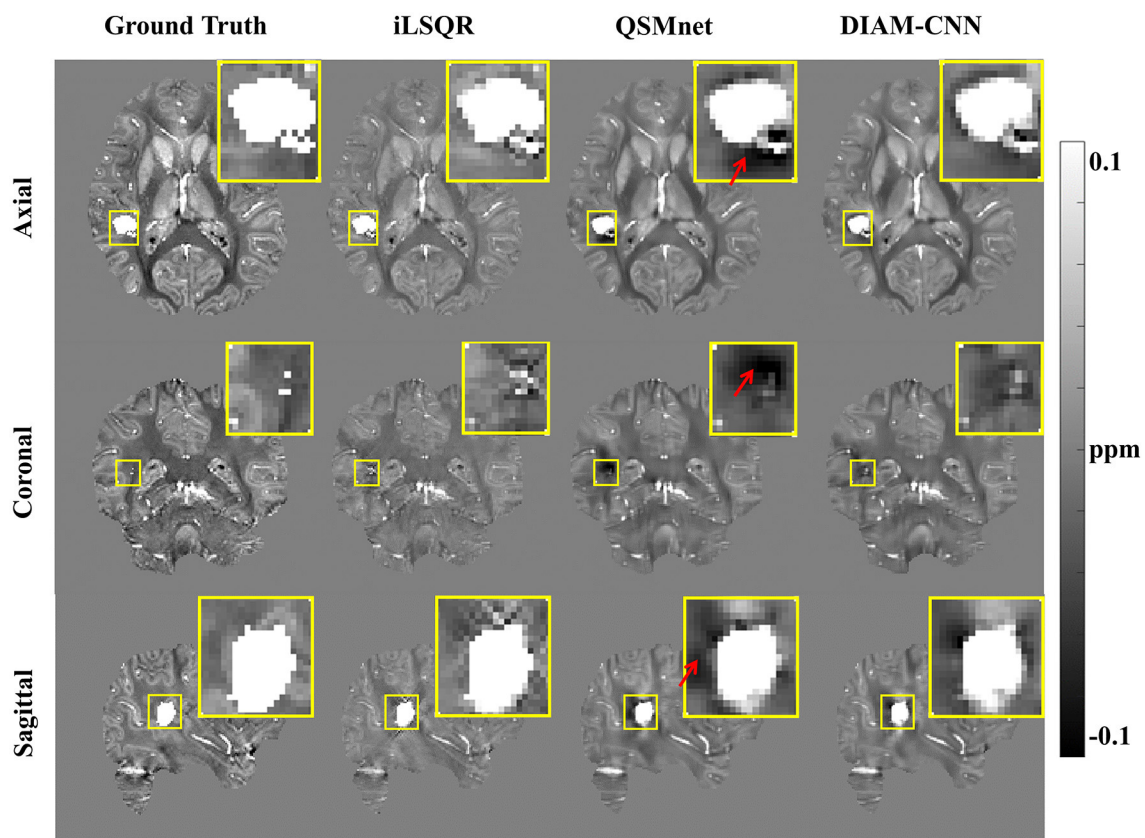 Ground Truth iLSQR QSMnet DIAM-CNN
Axial
0.1
Coronal
ppm
Sagittal
-0.1